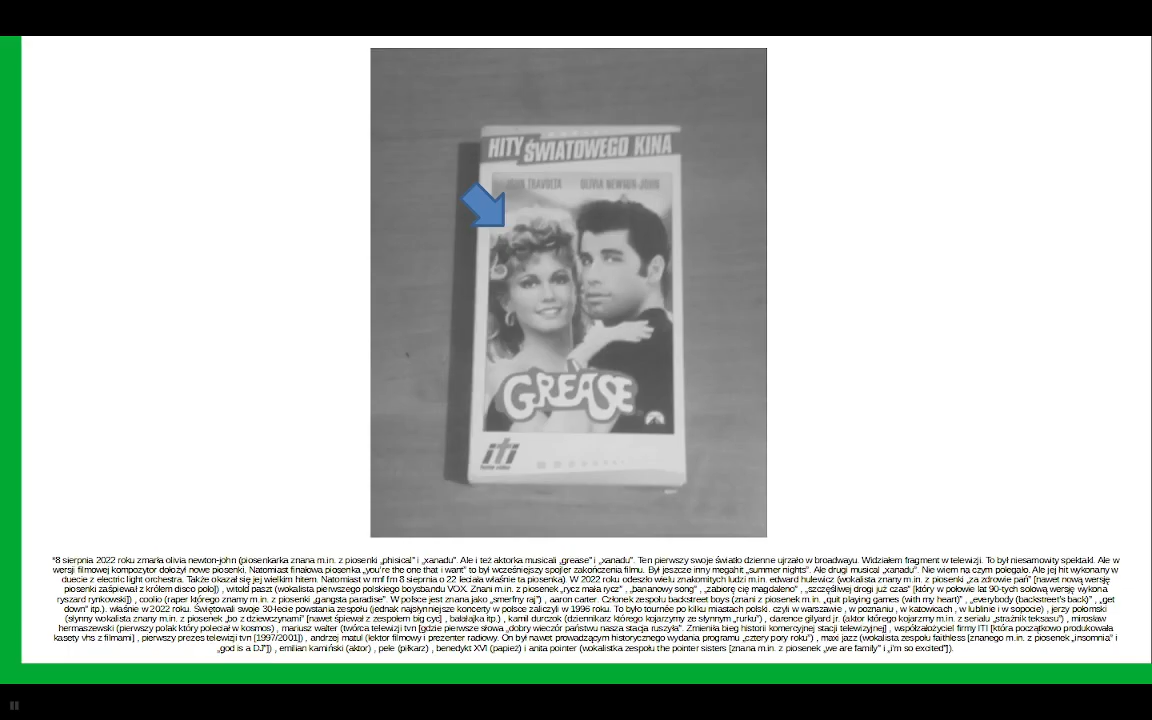 HITY ŚWIATOWEGO KINA
JOHN TRAVOLTA OLIVIA NEWTON-JOHN
GREASE
iti
home video
*8 sierpnia 2022 roku zmarła olivia newton-john (piosenkarka znana m.in. z piosenki „phisical” i „xanadu”. Ale i też aktorka musicali „grease” i „xanadu”. Ten pierwszy swoje światło dzienne ujrzało w broadwayu. Widziałem fragment w telewizji. To był niesamowity spektakl. Ale w
wersji filmowej kompozytor dołożył nowe piosenki. Natomiast finałowa piosenka „you're the one that i want” to był wcześniejszy spojler zakończenia filmu. Był jeszcze inny megahit „summer nights”. Ale drugi musical „xanadu”. Nie wiem na czym polegało. Ale jej hit wykonany w
duecie z electric light orchestra. Także okazał się jej wielkim hitem. Natomiast w rmf fm 8 sierpnia o 22 leciała właśnie ta piosenka). W 2022 roku odeszło wielu znakomitych ludzi m.in. edward hulewicz (wokalista znany m.in. z piosenki „za zdrowie pań” [nawet nową wersję
piosenki zaśpiewał z królem disco polo]) , witold paszt (wokalista pierwszego polskiego boysbandu VOX. Znani m.in. z piosenek „rycz mała rycz” , „bananowy song” , „zabiorę cię magdaleno” , „szczęśliwej drogi już czas” [który w połowie lat 90-tych solową wersję wykona
ryszard rynkowski]) , coolio (raper którego znamy m.in. z piosenki „gangsta paradise”. W polsce jest znana jako „smerfny raj”) , aaron carter. Członek zespołu backstreet boys (znani z piosenek m.in. „quit playing games (with my heart)” , „everybody (backstreet's back)” , „get
down” itp.). właśnie w 2022 roku. Świętowali swoje 30-lecie powstania zespołu (jednak najsłynniejsze koncerty w polsce zaliczyli w 1996 roku. To było tournée po kilku miastach polski. czyli w warszawie , w poznaniu , w katowicach , w lublinie i w sopocie) , jerzy połomski
(słynny wokalista znany m.in. z piosenek „bo z dziewczynami” [nawet śpiewał z zespołem big cyc] , bałałajka itp.) , kamil durczok (dziennikarz którego kojarzymy ze słynnym „rurku”) , clarence gilyard jr. (aktor którego kojarzmy m.in. z serialu „strażnik teksasu”) , mirosław
hermaszewski (pierwszy polak który poleciał w kosmos) , mariusz walter (twórca telewizji tvn [gdzie pierwsze słowa „dobry wieczór państwu nasza stacja ruszyła”. Zmieniła bieg historii komercyjnej stacji telewizyjnej] , współzałożyciel firmy ITI [która początkowo produkowała
kasety vhs z filmami] , pierwszy prezes telewizji tvn [1997/2001]) , andrzej matul (lektor filmowy i prezenter radiowy. On był nawet prowadzącym historycznego wydania programu „cztery pory roku”) , maxi jazz (wokalista zespołu faithless [znanego m.in. z piosenek „insomnia” i
„god is a DJ”]) , emilian kamiński (aktor) , pele (piłkarz) , benedykt XVI (papież) i anita pointer (wokalistka zespołu the pointer sisters [znana m.in. z piosenek „we are family” i „i'm so excited”]).